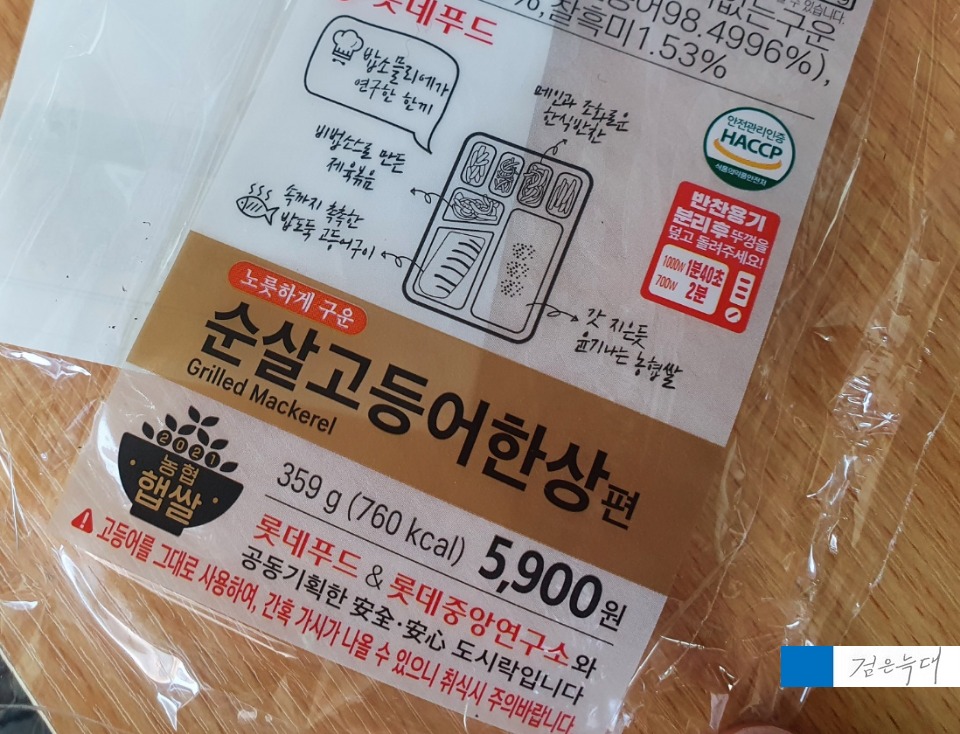 롯데푸드
없는구운
어98.4996%),
찰흑미1.53%
밥소믈리에가
연구한 한끼
메인과 조화로운
한식반찬
비법소스로 만든
제육볶음
속까지 촉촉한
밥도둑 고등어구이
갓 지은듯
윤기나는 농협쌀
안전관리인증
HACCP
식품의약품안전처
반찬용기
분리 후 뚜껑을
덮고 돌려주세요!
1000W 1분40초
700W 2분
노릇하게 구운
순살고등어한상편
Grilled Mackerel
2021
농협
햅쌀
359 g (760 kcal) 5,900원
롯데푸드 & 롯데중앙연구소와
공동기획한 安全·安心 도시락입니다
고등어를 그대로 사용하여, 간혹 가시가 나올 수 있으니 취식시 주의바랍니다
검은늑대